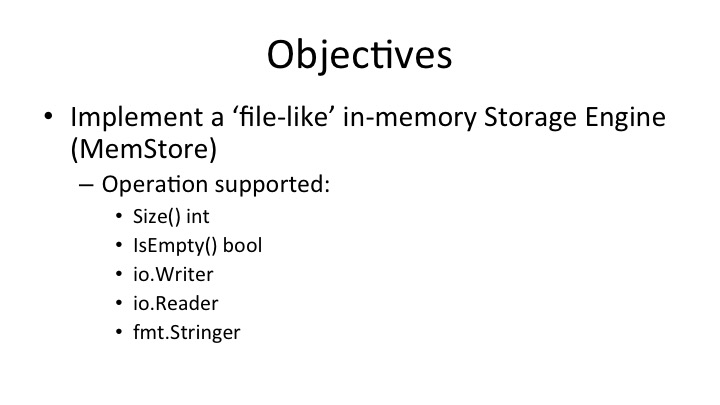 Objectives
• Implement a ‘file-like’ in-memory Storage Engine
(MemStore)
– Operation supported:
• Size() int
• IsEmpty() bool
• io.Writer
• io.Reader
• fmt.Stringer